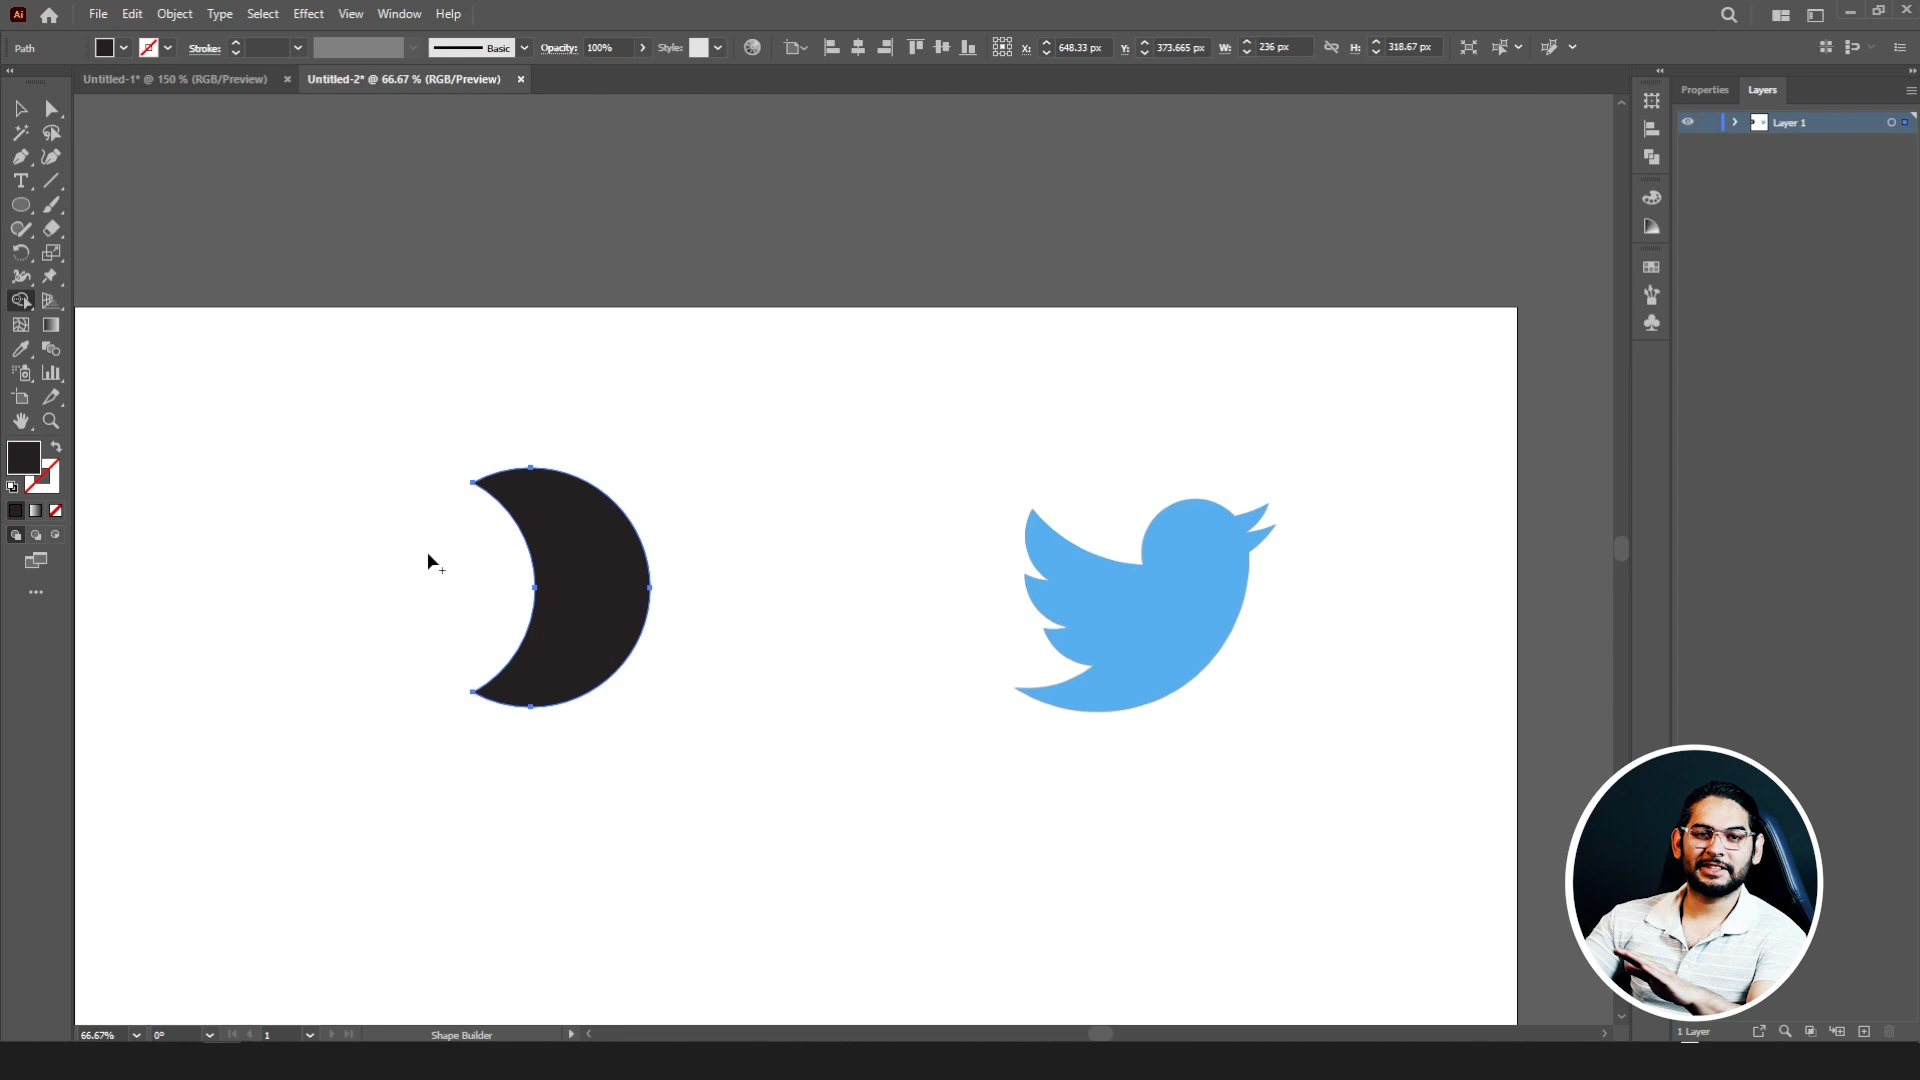 Ai File Edit Object Type Select Effect View Window Help
Path Stroke: Basic Opacity: 100% Style: X: 648.33 px Y: 373.665 px W: 236 px H: 318.67 px
Untitled-1* @ 150 % (RGB/Preview) × Untitled-2* @ 66.67 % (RGB/Preview) ×
Properties Layers
Layer 1
66.67% 0° 1 Shape Builder
1 Layer